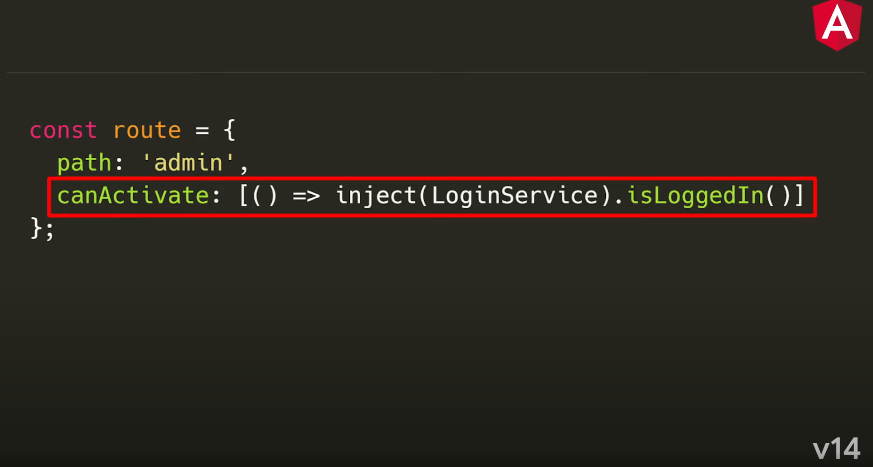 A
const route = {
  path: 'admin',
  canActivate: [() => inject(LoginService).isLoggedIn()]
};
v14